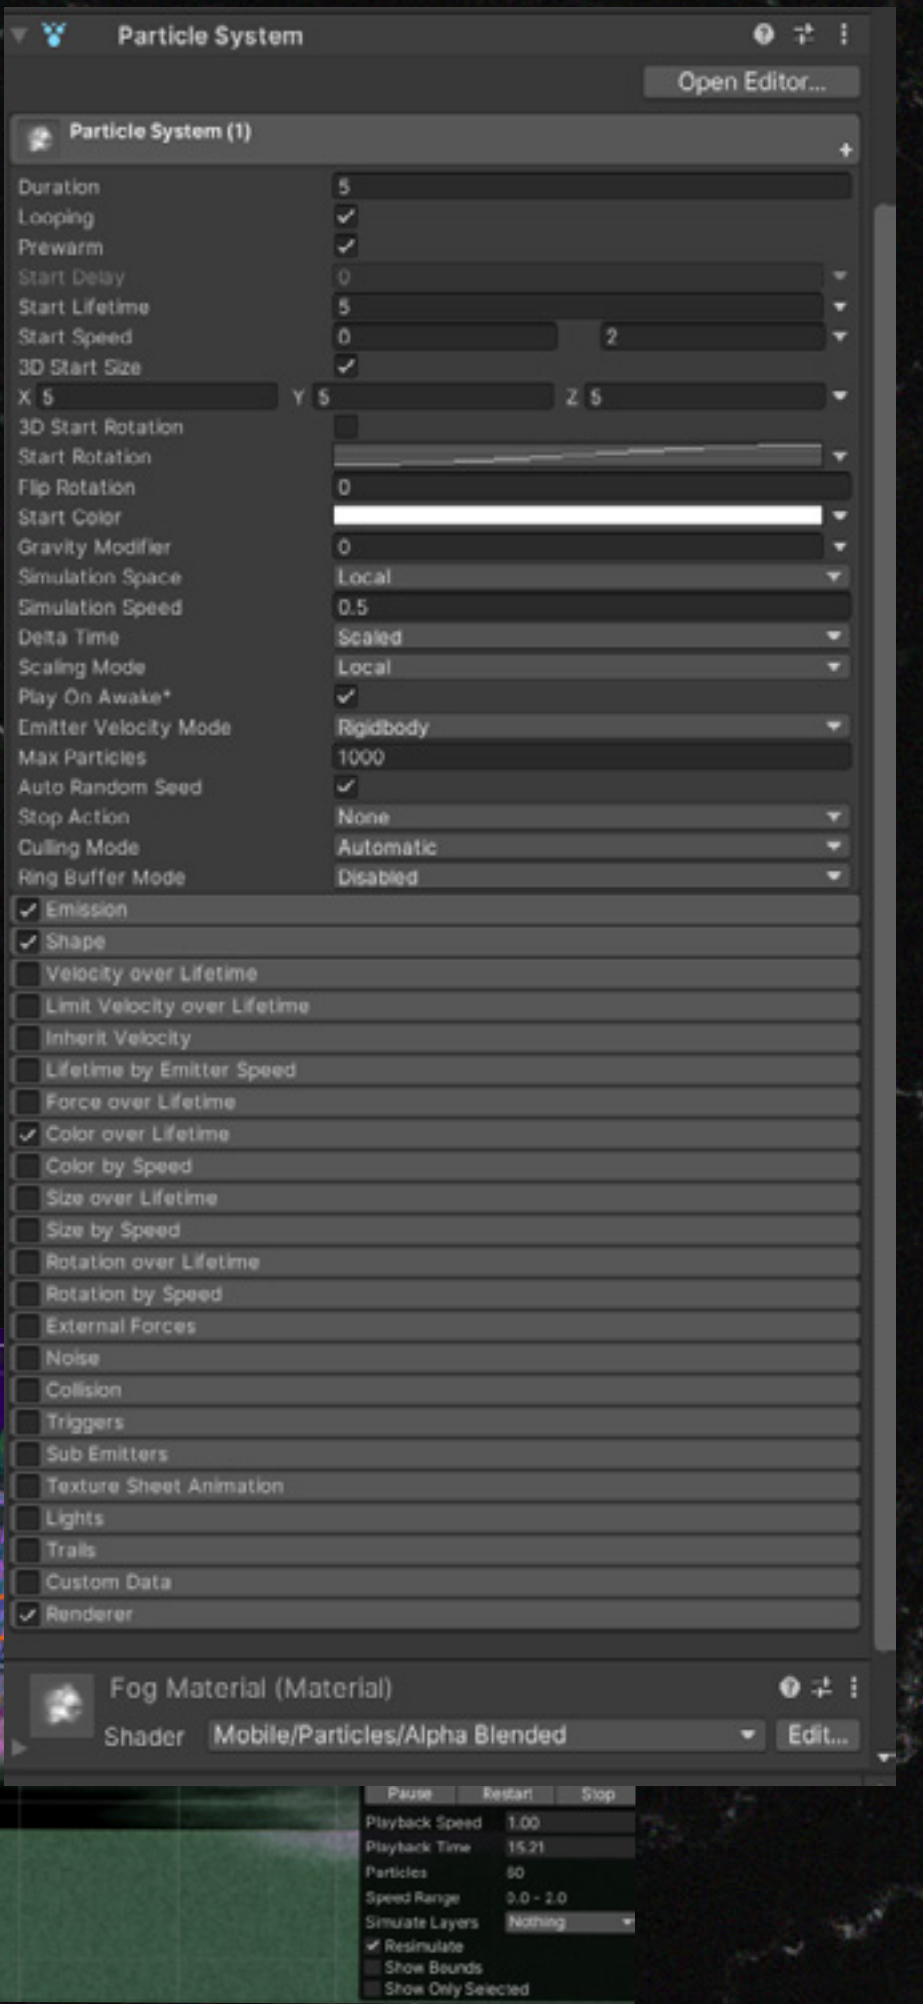 Particle System
Open Editor...
Particle System (1)
Duration 5
Looping
Prewarm
Start Delay 0
Start Lifetime 5
Start Speed 0 2
3D Start Size
X 5 Y 5 Z 5
3D Start Rotation
Start Rotation
Flip Rotation 0
Start Color
Gravity Modifier 0
Simulation Space Local
Simulation Speed 0.5
Delta Time Scaled
Scaling Mode Local
Play On Awake*
Emitter Velocity Mode Rigidbody
Max Particles 1000
Auto Random Seed
Stop Action None
Culling Mode Automatic
Ring Buffer Mode Disabled
Emission
Shape
Velocity over Lifetime
Limit Velocity over Lifetime
Inherit Velocity
Lifetime by Emitter Speed
Force over Lifetime
Color over Lifetime
Color by Speed
Size over Lifetime
Size by Speed
Rotation over Lifetime
Rotation by Speed
External Forces
Noise
Collision
Triggers
Sub Emitters
Texture Sheet Animation
Lights
Trails
Custom Data
Renderer
Fog Material (Material)
Shader Mobile/Particles/Alpha Blended Edit...
Pause Restart Stop
Playback Speed 1.00
Playback Time 15.21
Particles 50
Speed Range 0.0 - 2.0
Simulate Layers Nothing
Resimulate
Show Bounds
Show Only Selected